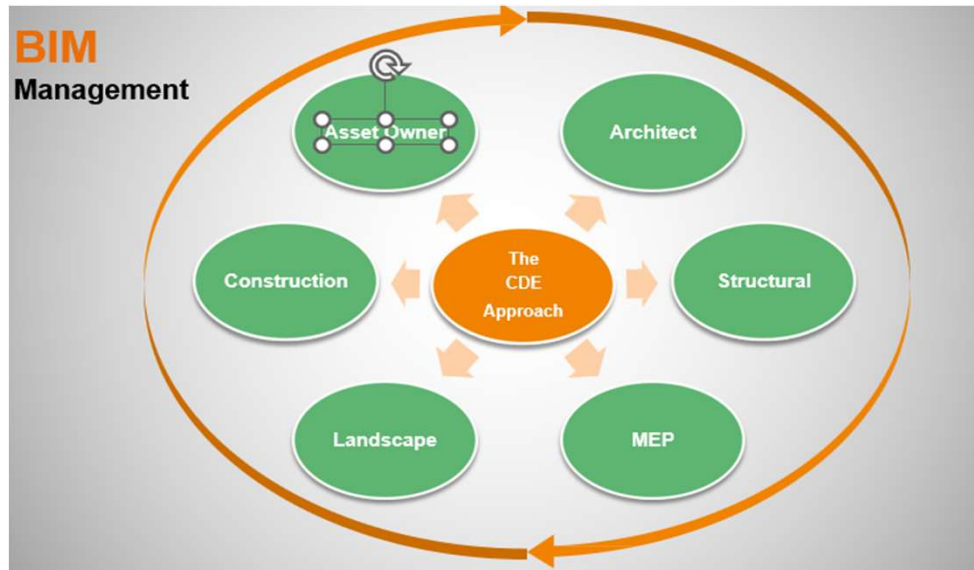 BIM
Management
Asset Owner
Architect
Construction
The
CDE
Approach
Structural
Landscape
MEP